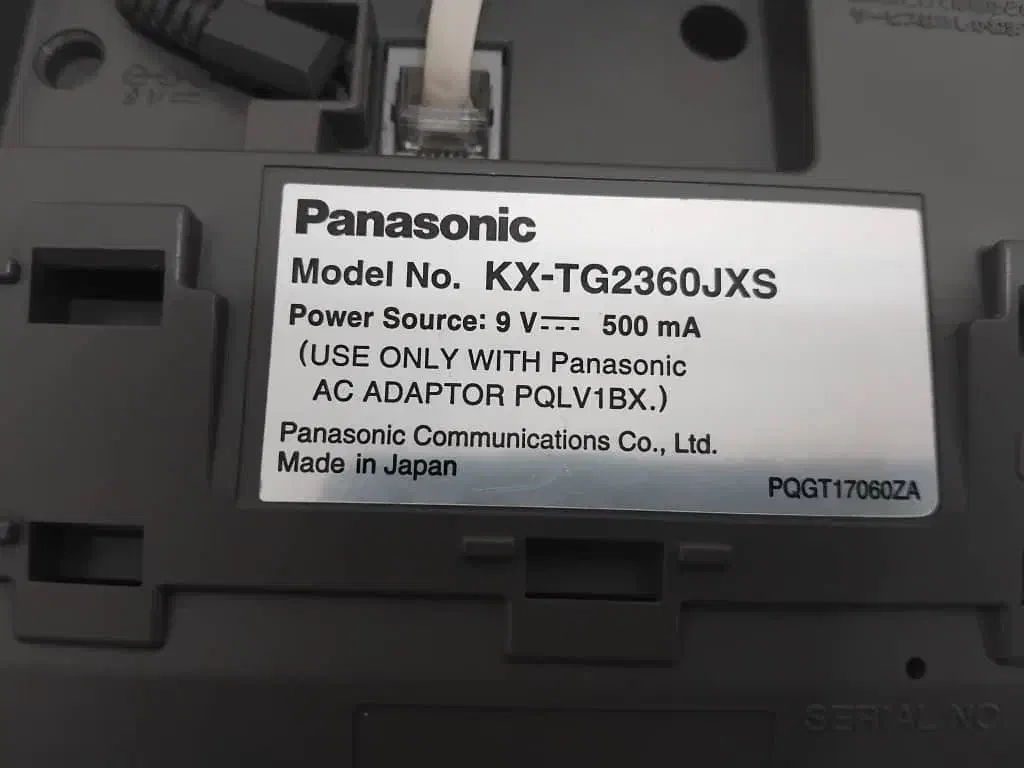 9V⎓
Panasonic
Model No. KX-TG2360JXS
Power Source: 9 V⎓ 500 mA
(USE ONLY WITH Panasonic
AC ADAPTOR PQLV1BX.)
Panasonic Communications Co., Ltd.
Made in Japan
PQGT17060ZA
SERIAL NO